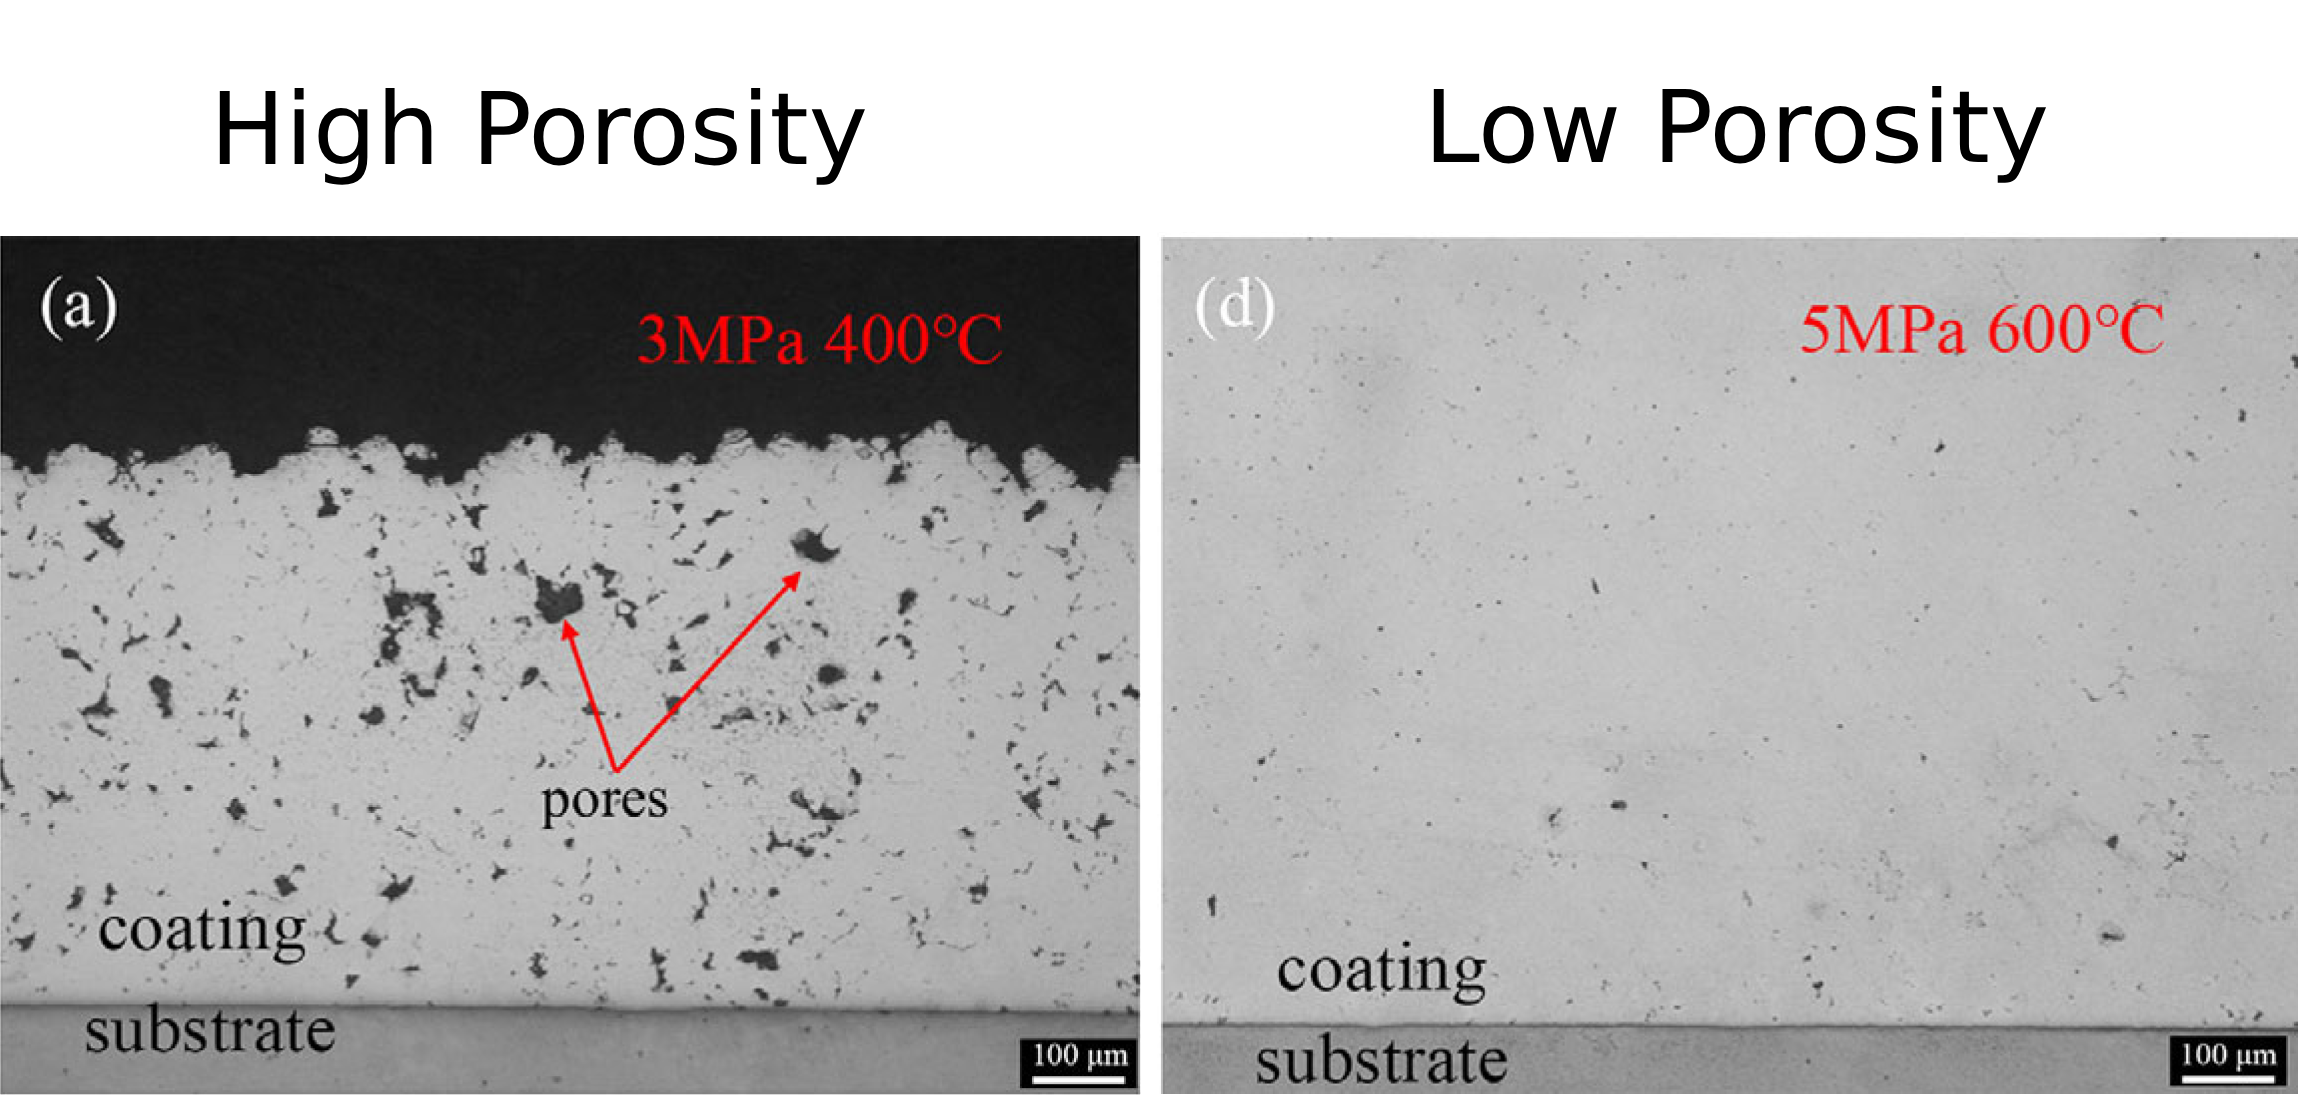 High Porosity
Low Porosity
(a)
3MPa 400℃
pores
coating
substrate
100 μm
(d)
5MPa 600℃
coating
substrate
100 μm